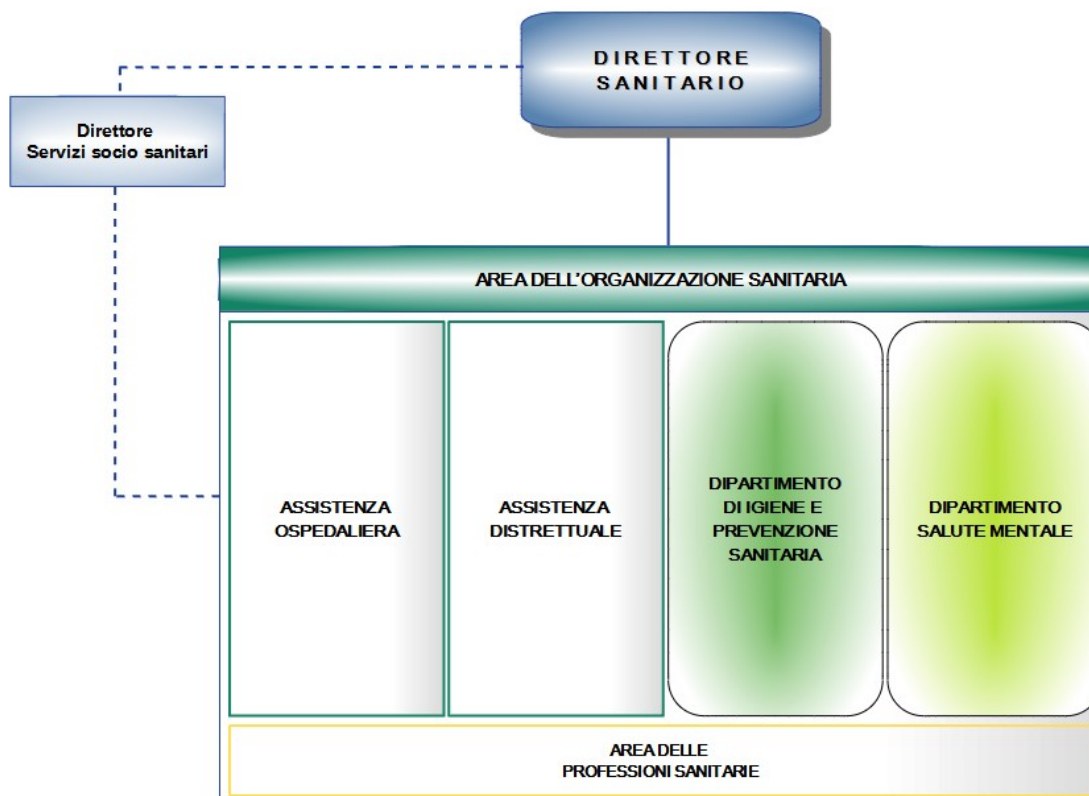 DIRETTORE
SANITARIO
Direttore
Servizi socio sanitari
AREA DELL'ORGANIZZAZIONE SANITARIA
ASSISTENZA
OSPEDALIERA
ASSISTENZA
DISTRETTUALE
DIPARTIMENTO
DI IGIENE E
PREVENZIONE
SANITARIA
DIPARTIMENTO
SALUTE MENTALE
AREA DELLE
PROFESSIONI SANITARIE